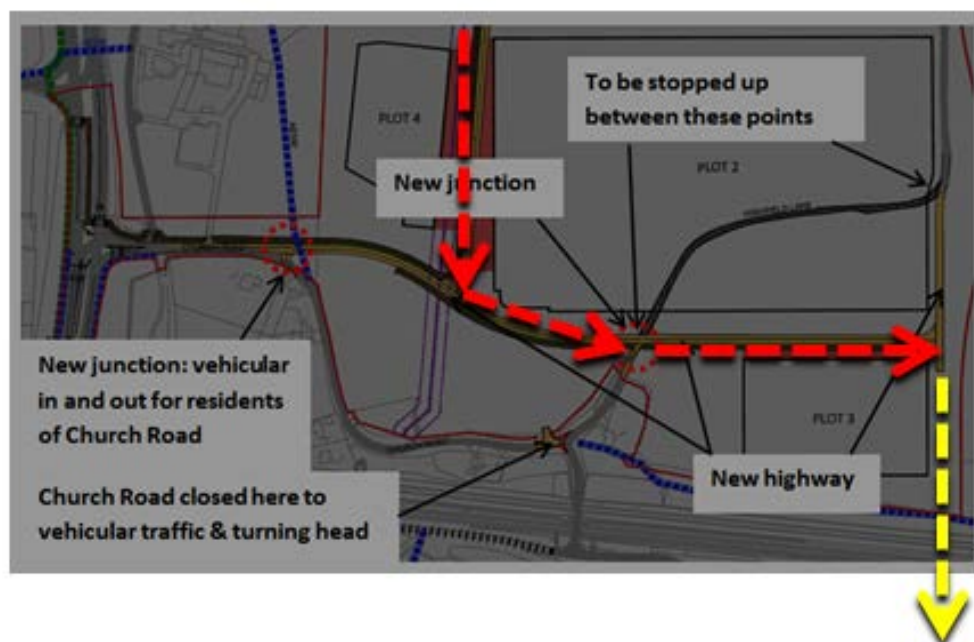 To be stopped up
between these points
PLOT 4
New junction
PLOT 2
New junction: vehicular
in and out for residents
of Church Road
PLOT 3
New highway
Church Road closed here to
vehicular traffic & turning head